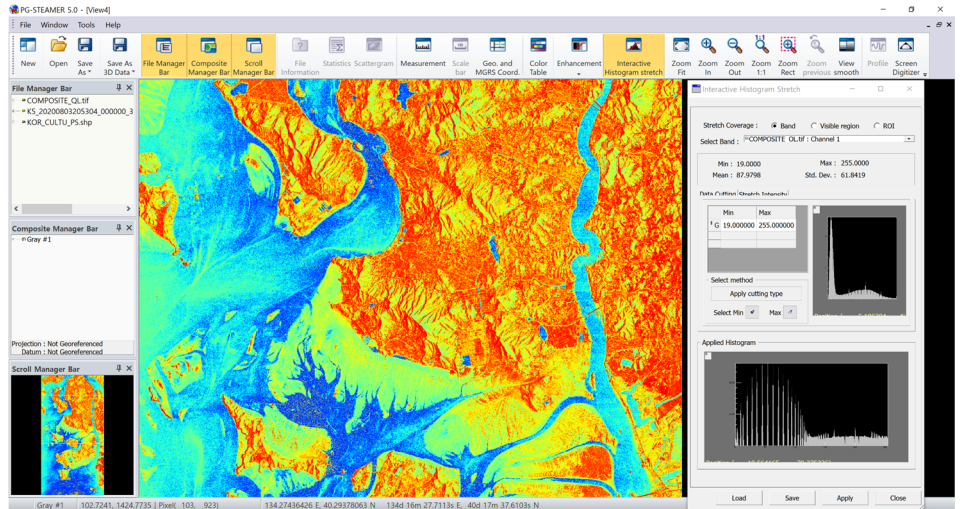 PG-STEAMER 5.0 - [View4]
File Window Tools Help
New
Open
Save As
Save As 3D Data
File Manager Bar
Composite Manager Bar
Scroll Manager Bar
File Information
Statistics
Scattergram
Measurement
Scale bar
Geo. and MGRS Coord.
Color Table
Enhancement
Interactive Histogram stretch
Zoom Fit
Zoom In
Zoom Out
1:1
Zoom 1:1
Zoom Rect
Zoom previous
View smooth
Profile
Screen Digitizer
File Manager Bar
COMPOSITE_QL.tif
K5_20200803205304_000000_3
KOR_CULTU_PS.shp
Composite Manager Bar
Gray #1
Projection : Not Georeferenced
Datum : Not Georeferenced
Scroll Manager Bar
Interactive Histogram Stretch
Stretch Coverage : Band Visible region ROI
Select Band : *COMPOSITE_QL.tif : Channel 1
Min : 19.0000 Max : 255.0000
Mean : 87.9798 Std. Dev. : 61.8419
Data Cutting Stretch Intensity
Min Max
G 19.000000 255.000000
Select method
Apply cutting type
Select Min Max
Applied Histogram
Load Save Apply Close
Gray #1 102.7241, 1424.7735 | Pixel( 103, 923) 134.27436426 E, 40.29378063 N 134d 16m 27.7113s E, 40d 17m 37.6103s N